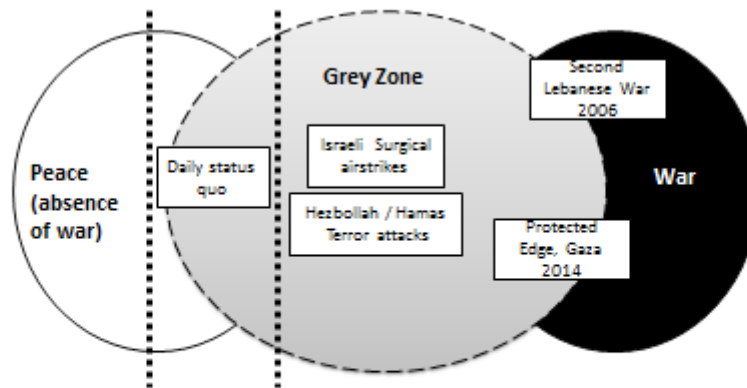 Grey Zone
Second
Lebanese War
2006
Israeli Surgical
airstrikes
Daily status
quo
Peace
(absence
of war)
War
Hezbollah / Hamas
Terror attacks
Protected
Edge, Gaza
2014